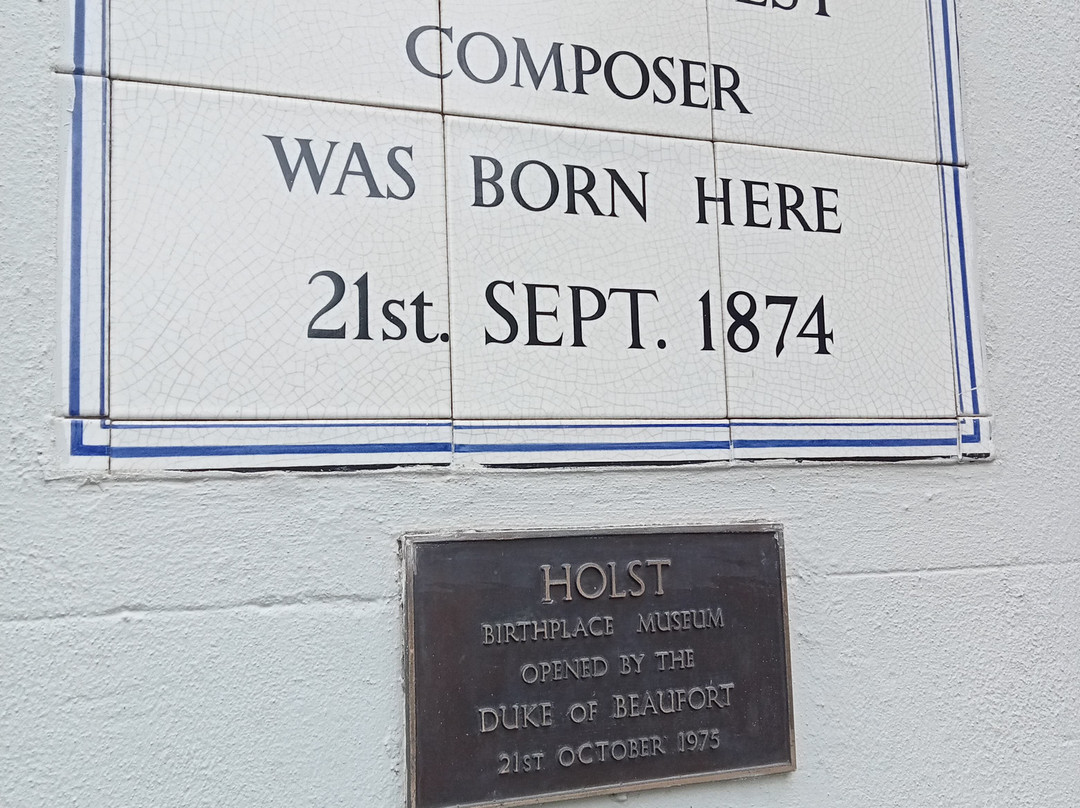 COMPOSER
WAS BORN HERE
21st. SEPT. 1874
HOLST
BIRTHPLACE MUSEUM
OPENED BY THE
DUKE OF BEAUFORT
21ST OCTOBER 1975